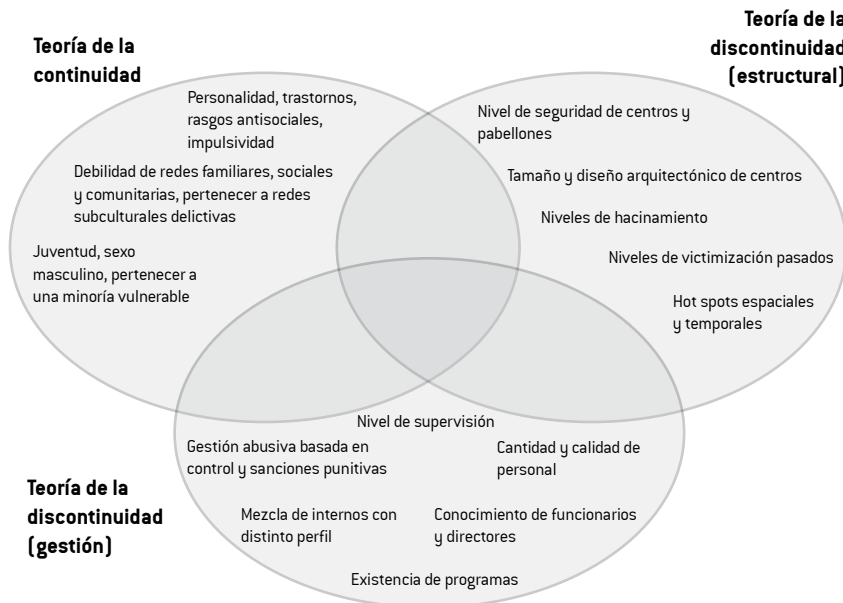 Teoría de la
continuidad
Personalidad, trastornos,
rasgos antisociales,
impulsividad
Debilidad de redes familiares, sociales
y comunitarias, pertenecer a redes
subculturales delictivas
Juventud, sexo
masculino, pertenecer a
una minoría vulnerable
Teoría de la
discontinuidad
(estructural)
Nivel de seguridad de centros y
pabellones
Tamaño y diseño arquitectónico de centros
Niveles de hacinamiento
Niveles de victimización pasados
Hot spots espaciales
y temporales
Teoría de la
discontinuidad
(gestión)
Nivel de supervisión
Gestión abusiva basada en
control y sanciones punitivas
Cantidad y calidad de
personal
Mezcla de internos con
distinto perfil
Conocimiento de funcionarios
y directores
Existencia de programas